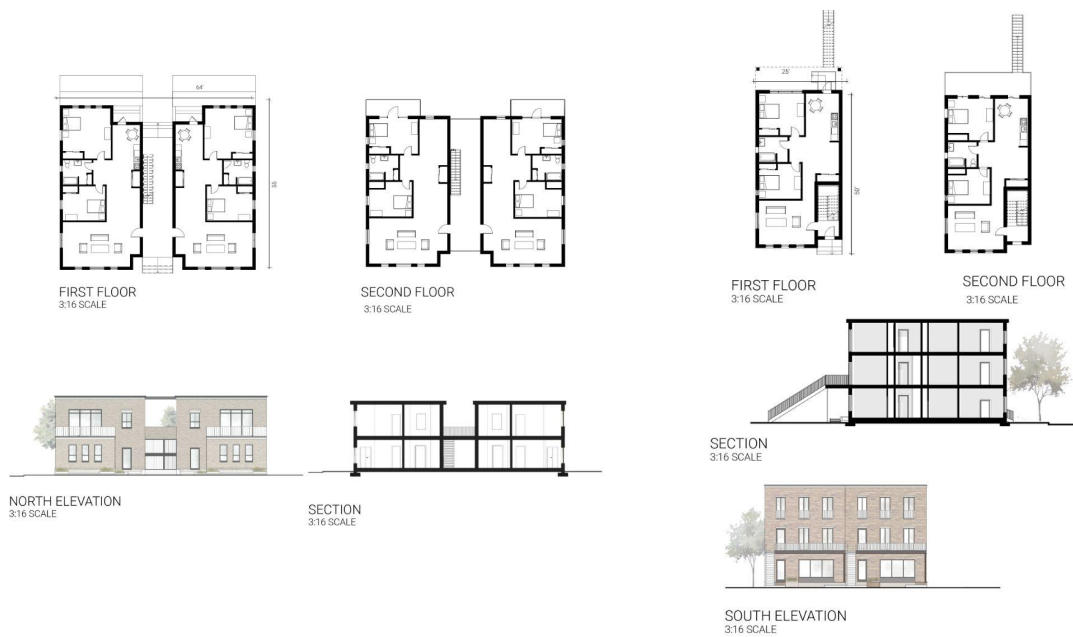 64'
55
FIRST FLOOR
3:16 SCALE
SECOND FLOOR
3:16 SCALE
25'
50'
FIRST FLOOR
3:16 SCALE
SECOND FLOOR
3:16 SCALE
NORTH ELEVATION
3:16 SCALE
SECTION
3:16 SCALE
SECTION
3:16 SCALE
SOUTH ELEVATION
3:16 SCALE